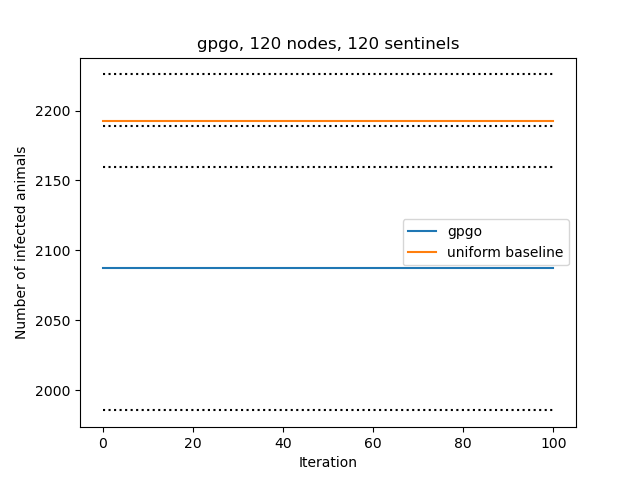 gpgo, 120 nodes, 120 sentinels
Number of infected animals
2200
2150
2100
2050
2000
gpgo
uniform baseline
0
20
40
60
80
100
Iteration